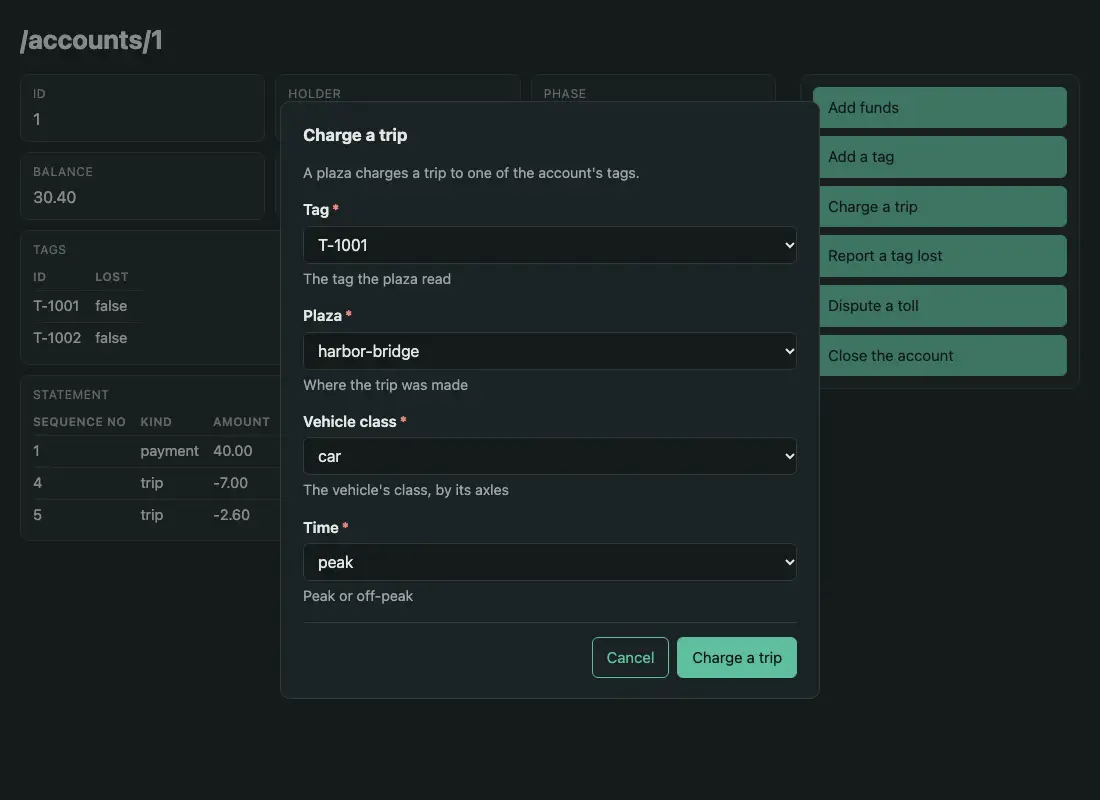 /accounts/1
ID
1
HOLDER
PHASE
BALANCE
30.40
TAGS
ID LOST
T-1001 false
T-1002 false
STATEMENT
SEQUENCE NO KIND AMOUNT
1 payment 40.00
4 trip -7.00
5 trip -2.60
Charge a trip
A plaza charges a trip to one of the account's tags.
Tag *
T-1001
The tag the plaza read
Plaza *
harbor-bridge
Where the trip was made
Vehicle class *
car
The vehicle's class, by its axles
Time *
peak
Peak or off-peak
Cancel
Charge a trip
Add funds
Add a tag
Charge a trip
Report a tag lost
Dispute a toll
Close the account